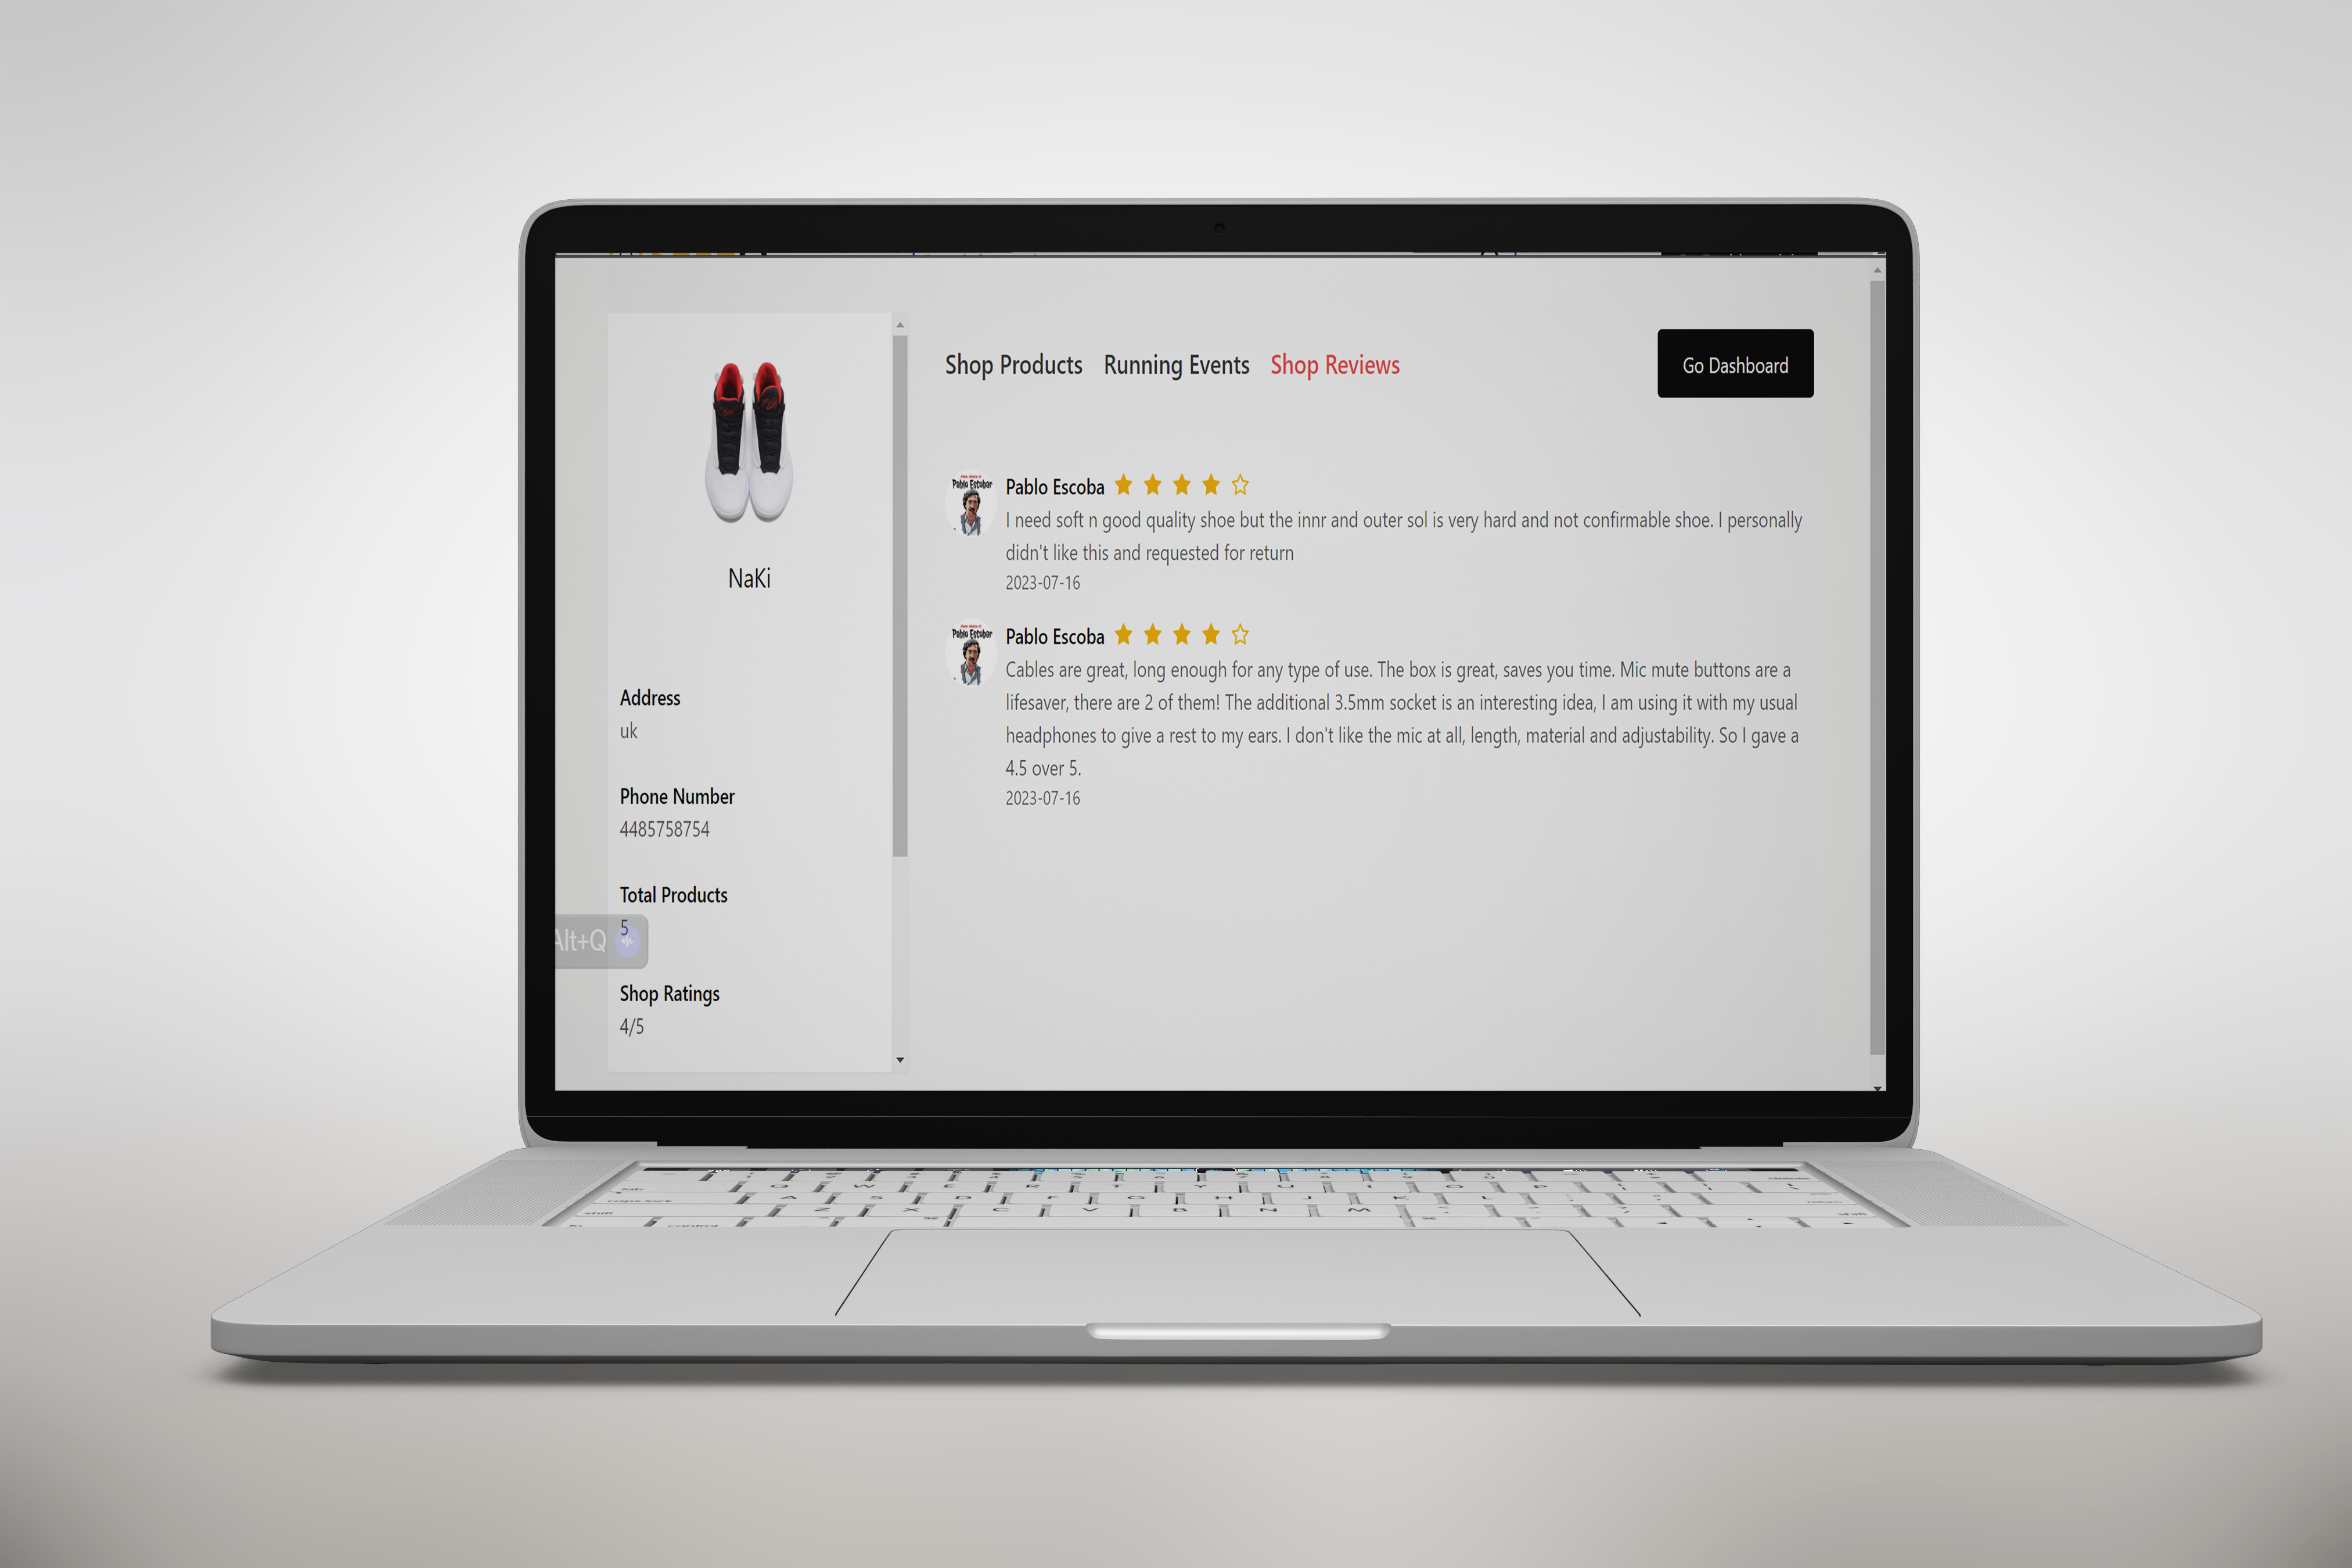 Shop Products Running Events Shop Reviews Go Dashboard
NaKi
Address
uk
Phone Number
4485758754
Total Products
5
Alt+Q
Shop Ratings
4/5
Pablo Escobar
Pablo Escoba
I need soft n good quality shoe but the innr and outer sol is very hard and not confirmable shoe. I personally
didn't like this and requested for return
2023-07-16
Pablo Escobar
Pablo Escoba
Cables are great, long enough for any type of use. The box is great, saves you time. Mic mute buttons are a
lifesaver, there are 2 of them! The additional 3.5mm socket is an interesting idea, I am using it with my usual
headphones to give a rest to my ears. I don't like the mic at all, length, material and adjustability. So I gave a
4.5 over 5.
2023-07-16
Q W E R T Y U I O P
caps lock A S D F G H J K L
shift Z X C V B N M shift
fn control